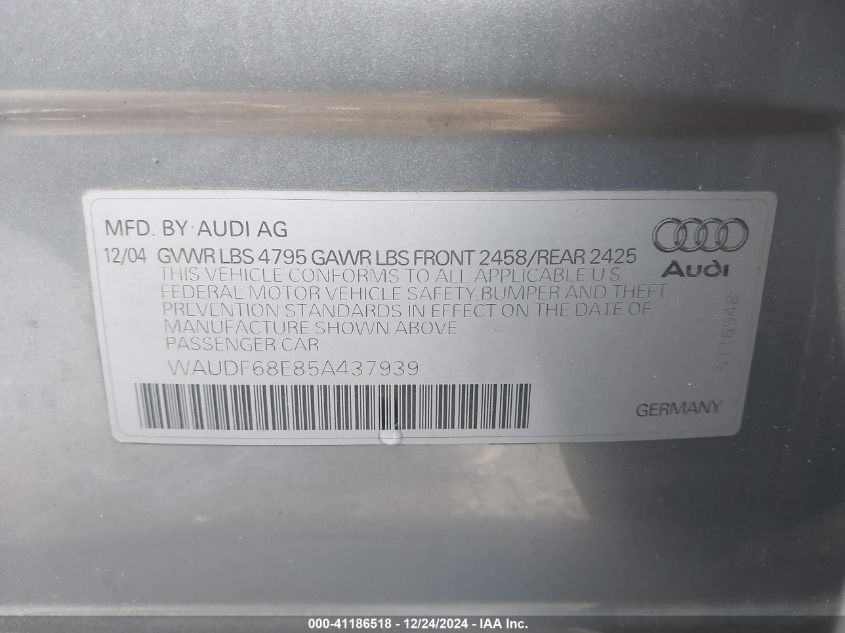 MFD. BY AUDI AG
12/04 GVWR LBS 4795 GAWR LBS FRONT 2458/REAR 2425
THIS VEHICLE CONFORMS TO ALL APPLICABLE U S
FEDERAL MOTOR VEHICLE SAFETY,BUMPER AND THEFT
PREVENTION STANDARDS IN EFFECT ON THE DATE OF
MANUFACTURE SHOWN ABOVE
PASSENGER CAR
WAUDF68E85A437939
Audi
5116948
GERMANY
000-41186518 - 12/24/2024 - IAA Inc.